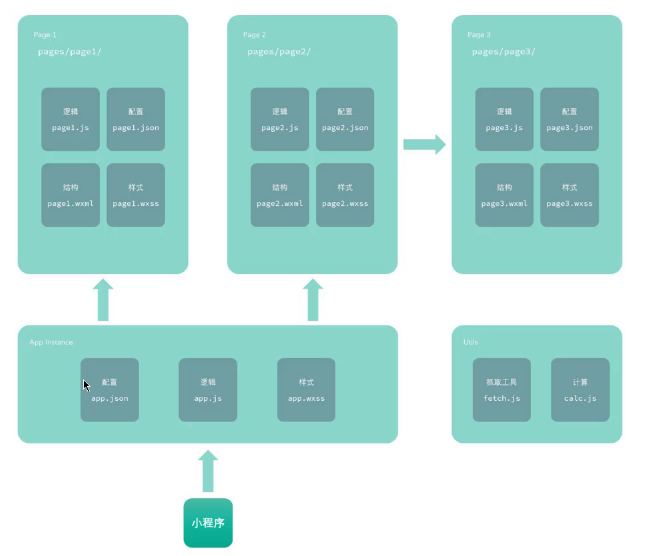 Page 1
pages/page1/
逻辑
page1.js
配置
page1.json
结构
page1.wxml
样式
page1.wxss
Page 2
pages/page2/
逻辑
page2.js
配置
page2.json
结构
page2.wxml
样式
page2.wxss
Page 3
pages/page3/
逻辑
page3.js
配置
page3.json
结构
page3.wxml
样式
page3.wxss
App Instance
配置
app.json
逻辑
app.js
样式
app.wxss
Utils
抓取工具
fetch.js
计算
calc.js
小程序